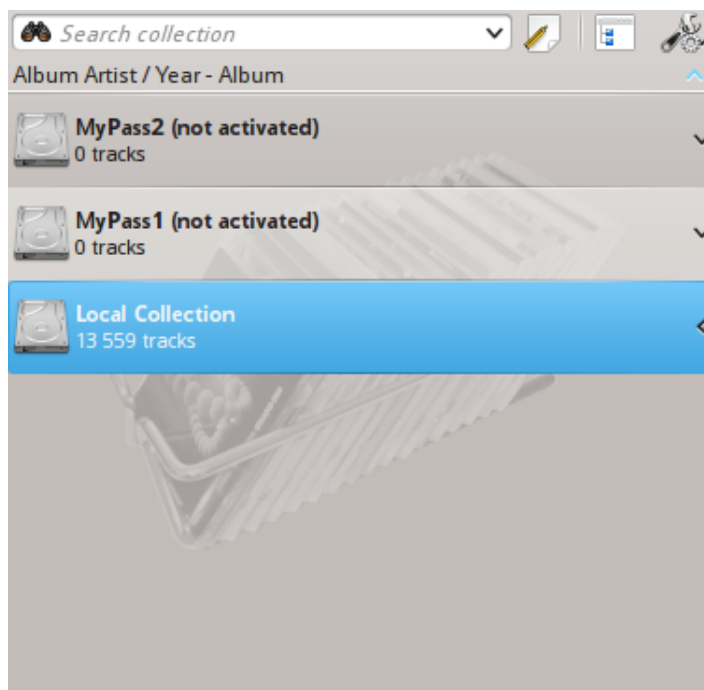 Search collection
Album Artist / Year - Album
MyPass2 (not activated)
0 tracks
MyPass1 (not activated)
0 tracks
Local Collection
13 559 tracks